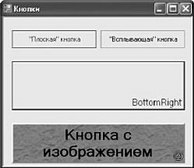 Кнопки
"Плоская" кнопка
"Всплывающая" кнопка
BottomRight
Кнопка с
изображением